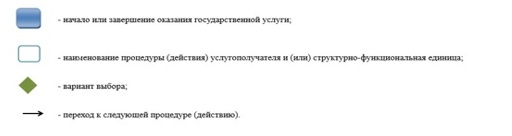 - начало или завершение оказания государственной услуги;
- наименование процедуры (действия) услугополучателя и (или) структурно-функциональная единица;
- вариант выбора;
- переход к следующей процедуре (действию).